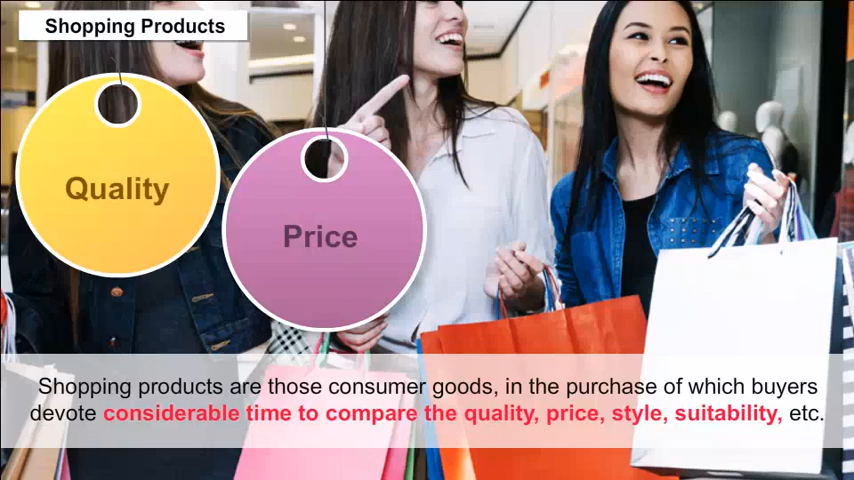 Shopping Products
Quality
Price
Shopping products are those consumer goods, in the purchase of which buyers
devote considerable time to compare the quality, price, style, suitability, etc.